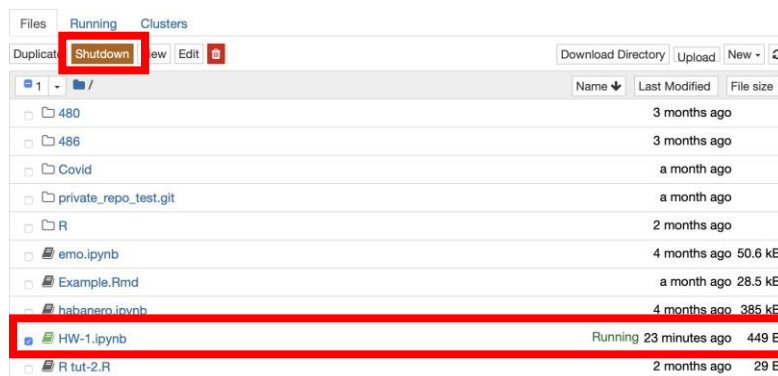 Files Running Clusters
Duplicate Shutdown View Edit Download Directory Upload New
1 / Name Last Modified File size
480 3 months ago
486 3 months ago
Covid a month ago
private_repo_test.git a month ago
R 2 months ago
emo.ipynb 4 months ago 50.6 kB
Example.Rmd a month ago 28.5 kB
habanero.ipynb 4 months ago 385 kB
HW-1.ipynb Running 23 minutes ago 449 B
R tut-2.R 2 months ago 29 B